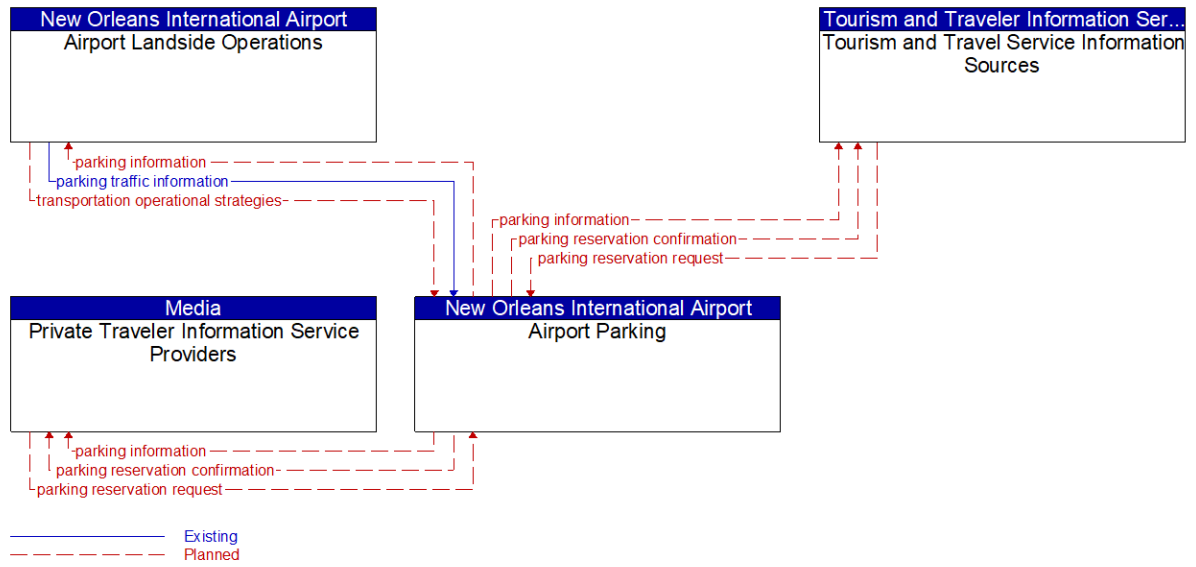 New Orleans International Airport
Airport Landside Operations
Tourism and Traveler Information Ser...
Tourism and Travel Service Information
Sources
parking information
parking traffic information
transportation operational strategies
parking information
parking reservation confirmation
parking reservation request
Media
Private Traveler Information Service
Providers
New Orleans International Airport
Airport Parking
parking information
parking reservation confirmation
parking reservation request
Existing
Planned